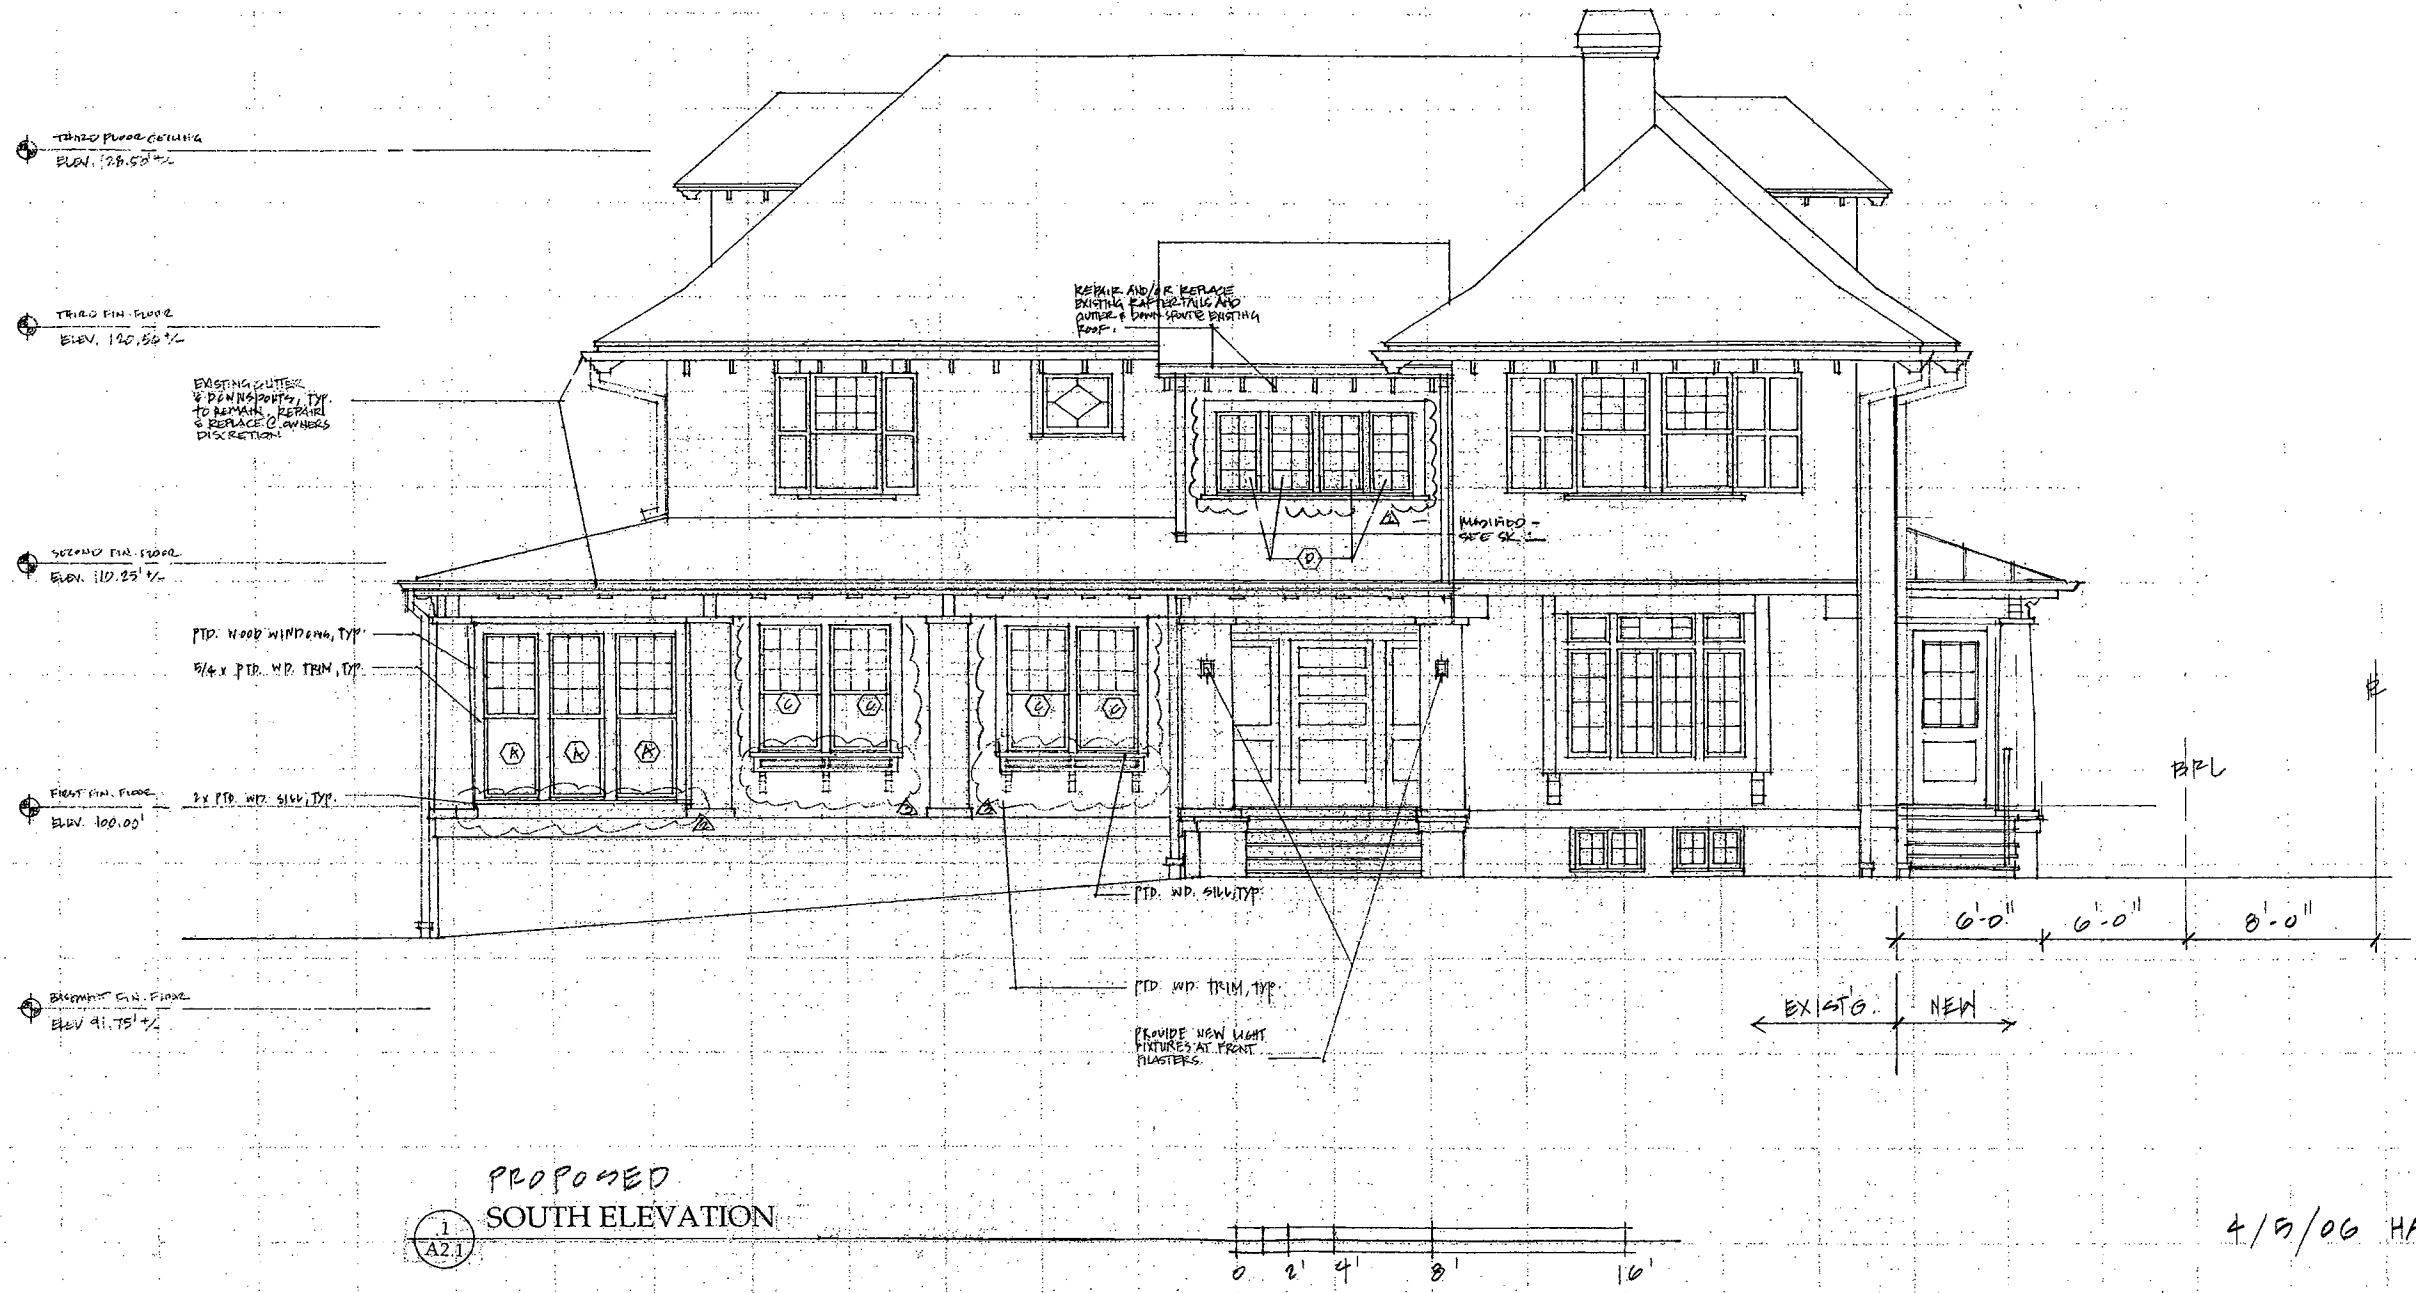 THIRD FLOOR CEILING
ELEV. 128.50' +/-
THIRD FIN. FLOOR
ELEV. 120.50 +/-
REPAIR AND/OR REPLACE
EXISTING RAFTERTAILS AND
GUTTER & DOWNSPOUT @ EXISTING
ROOF.
EXISTING GUTTER
& DOWNSPOUTS, TYP.
TO REMAIN. REPAIR
& REPLACE @ OWNERS
DISCRETION
MODIFIED -
SEE SK
D
SECOND FIN. FLOOR
ELEV. 110.25' +/-
PTD. WOOD WINDOWS, TYP.
5/4 x PTD. WD. TRIM, TYP.
C C C C
A A A
FIRST FIN. FLOOR
ELEV. 100.00'
2x PTD. WD. SILL, TYP.
BRL
PTD. WD. SILL, TYP.
6'-0" 6'-0" 8'-0"
PTD. WD. TRIM, TYP.
BASEMENT FIN. FLOOR
ELEV 91.75' +/-
EXIST'G. NEW
PROVIDE NEW LIGHT
FIXTURES AT FRONT
PILASTERS.
PROPOSED
1
A2.1
SOUTH ELEVATION
0 2' 4' 8' 16'
4/5/06 HA